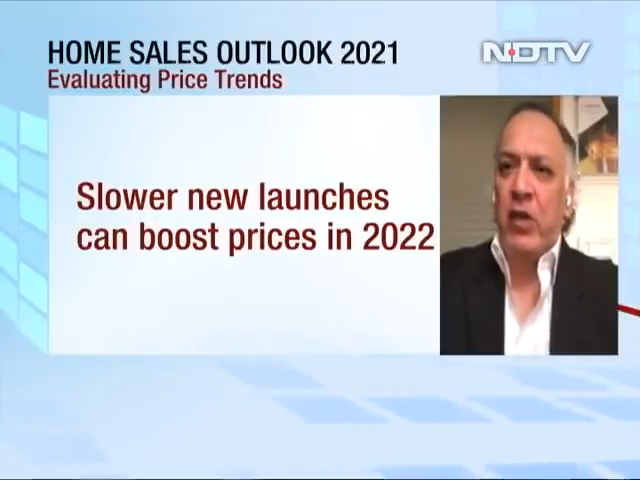 HOME SALES OUTLOOK 2021
Evaluating Price Trends
NDTV
Slower new launches
can boost prices in 2022